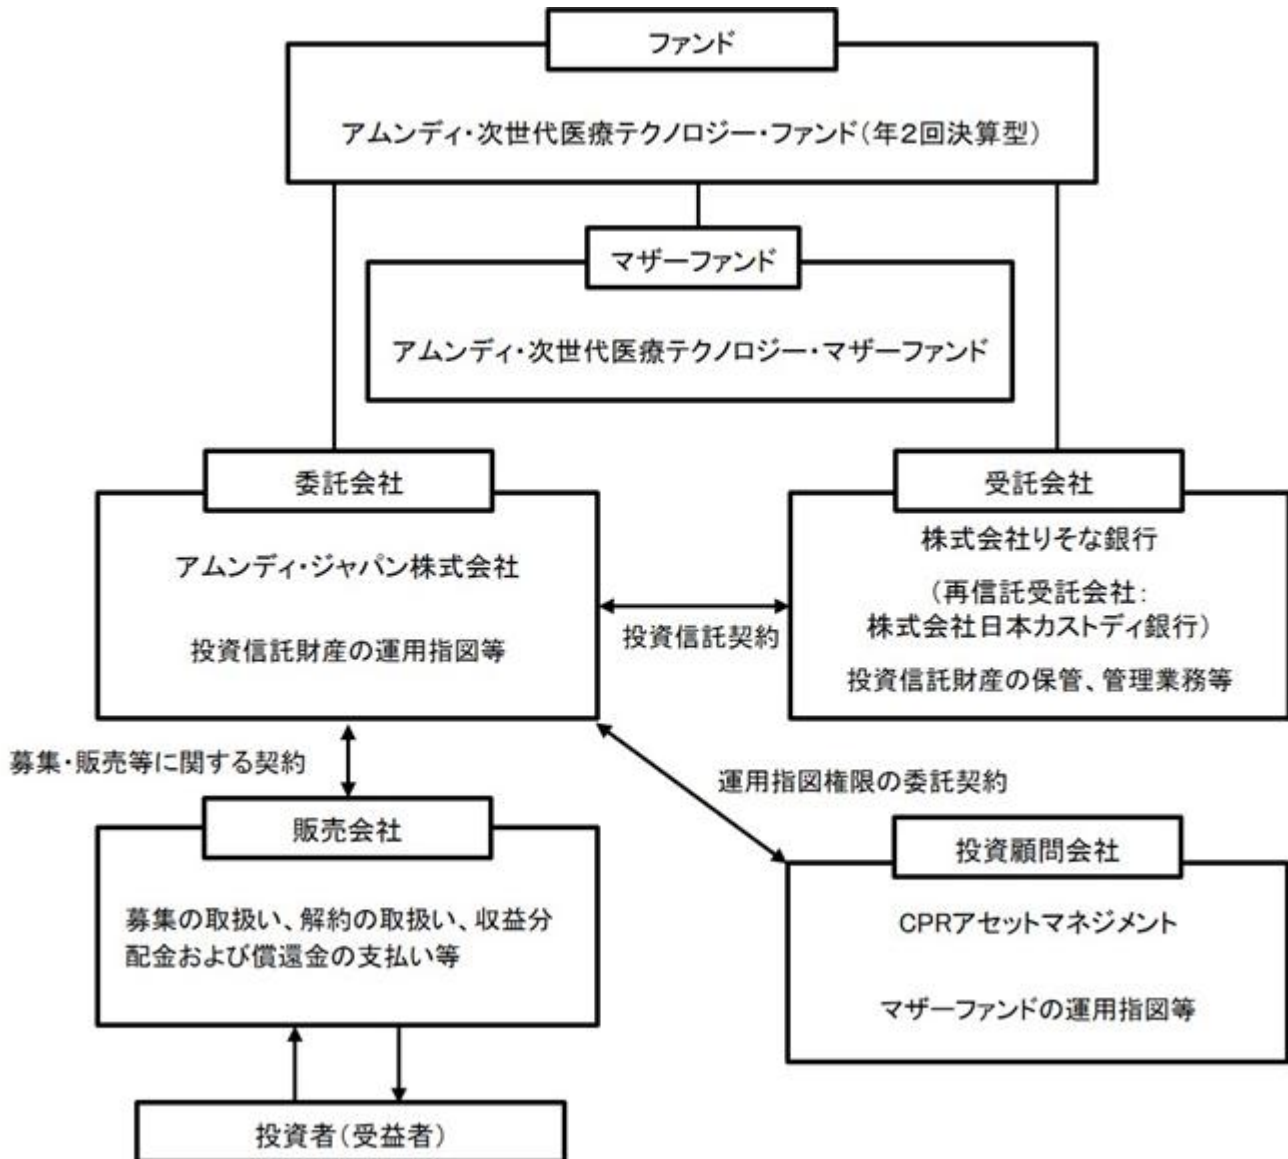 ファンド
アムンディ・次世代医療テクノロジー・ファンド(年2回決算型)
マザーファンド
アムンディ・次世代医療テクノロジー・マザーファンド
委託会社
アムンディ・ジャパン株式会社
投資信託財産の運用指図等
投資信託契約
受託会社
株式会社りそな銀行
(再信託受託会社:
株式会社日本カストディ銀行)
投資信託財産の保管、管理業務等
募集・販売等に関する契約
運用指図権限の委託契約
販売会社
募集の取扱い、解約の取扱い、収益分
配金および償還金の支払い等
投資顧問会社
CPRアセットマネジメント
マザーファンドの運用指図等
投資者(受益者)